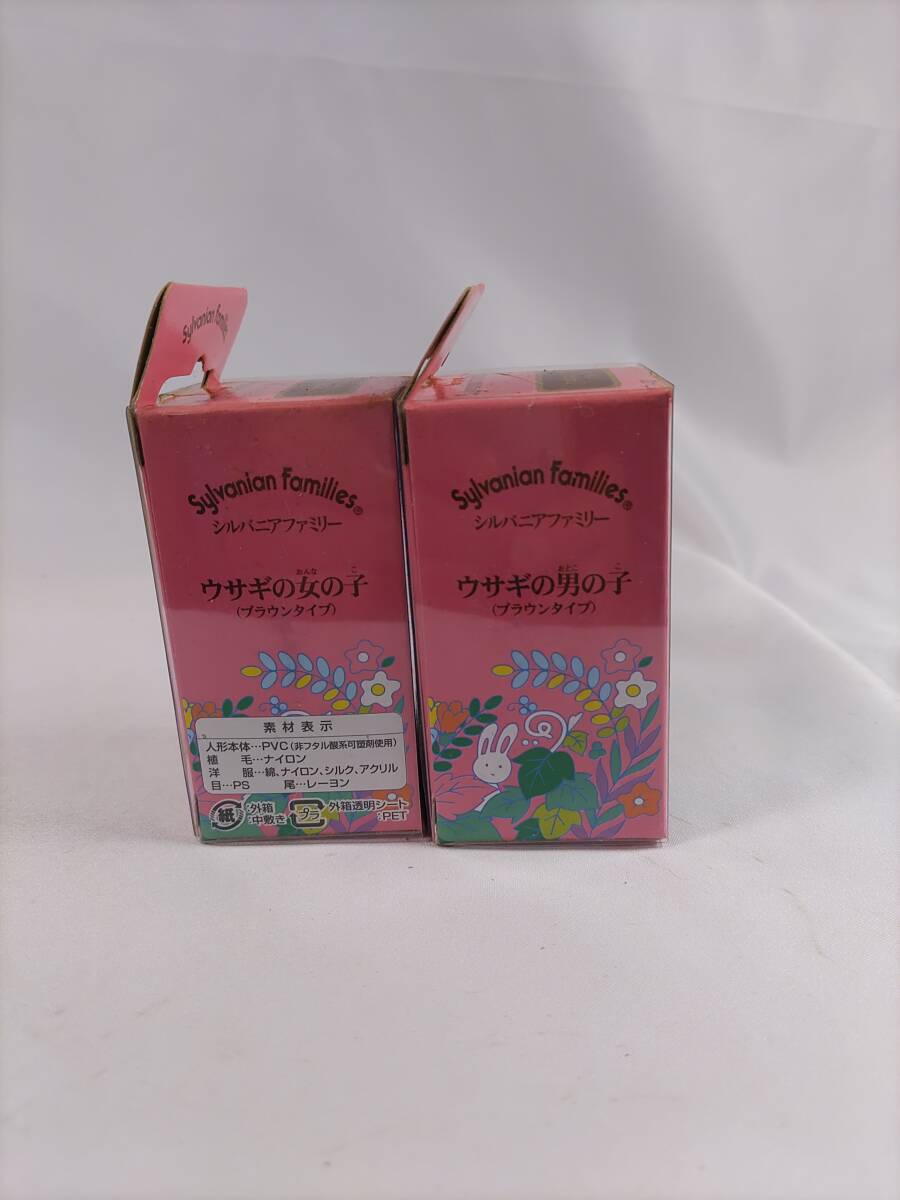 Sylvanian Families
Sylvanian Families®
シルバニアファミリー
おんな こ
ウサギの女の子
(ブラウンタイプ)
素材表示
人形本体…PVC(非フタル酸系可塑剤使用)
植　毛…ナイロン
洋　服…綿、ナイロン、シルク、アクリル
目…PS　尾…レーヨン
紙
:外箱
:中敷き
プラ
外箱透明シート
:PET
Sylvanian Families®
シルバニアファミリー
おとこ こ
ウサギの男の子
(ブラウンタイプ)